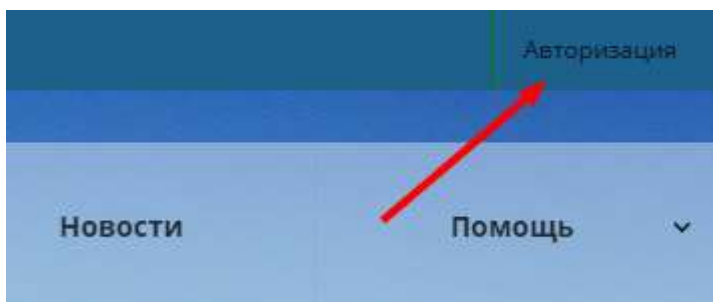 Авторизация
Новости
Помощь